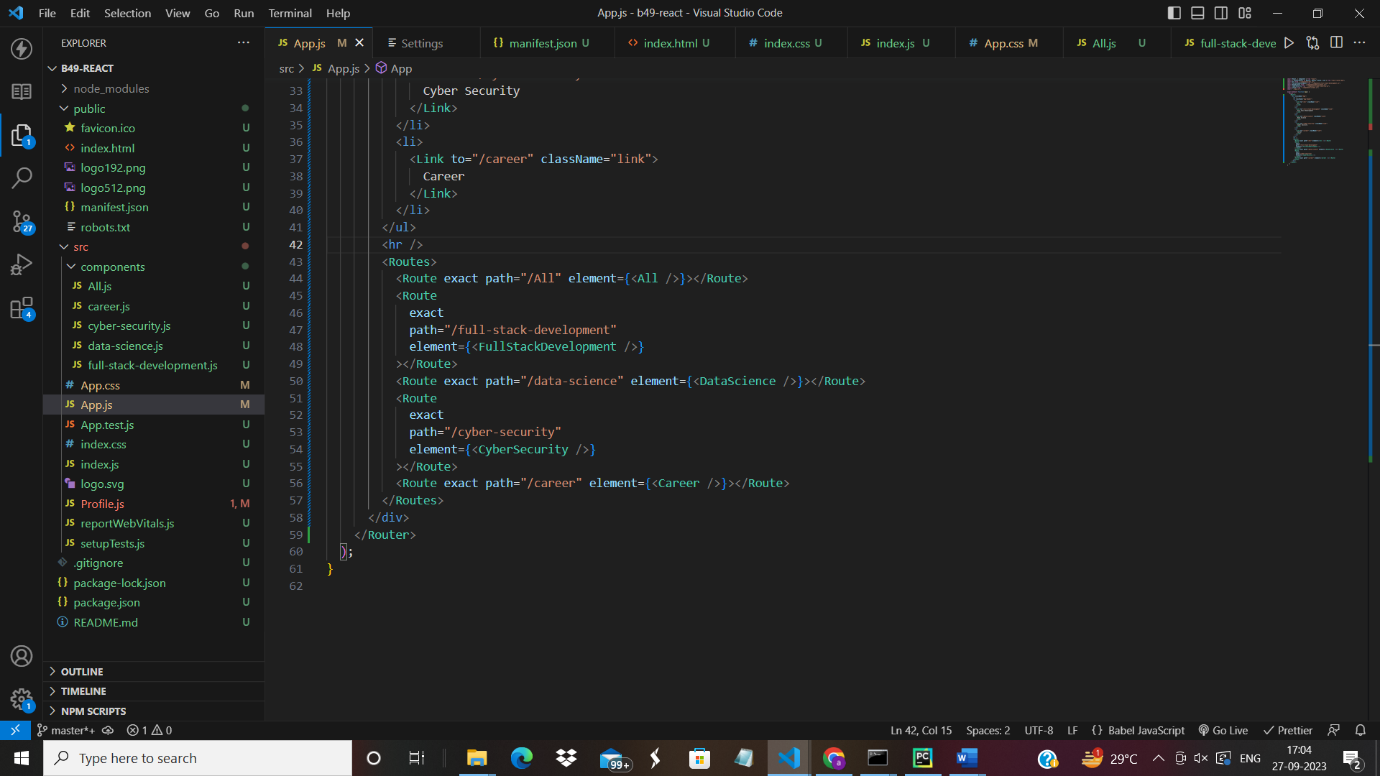 File Edit Selection View Go Run Terminal Help
App.js - b49-react - Visual Studio Code
EXPLORER
B49-REACT
node_modules
public
favicon.ico U
index.html U
logo192.png U
logo512.png U
manifest.json U
robots.txt U
src
components
All.js U
career.js U
cyber-security.js U
data-science.js U
full-stack-development.js U
App.css M
App.js M
App.test.js U
index.css U
index.js U
logo.svg U
Profile.js 1, M
reportWebVitals.js U
setupTests.js U
.gitignore U
package-lock.json U
package.json U
README.md U
OUTLINE
TIMELINE
NPM SCRIPTS
1
27
4
1
App.js M Settings manifest.json U index.html U index.css U index.js U App.css M All.js U full-stack-deve
src > App.js > App
33 Cyber Security
34 </Link>
35 </li>
36 <li>
37 <Link to="/career" className="link">
38 Career
39 </Link>
40 </li>
41 </ul>
42 <hr />
43 <Routes>
44 <Route exact path="/All" element={<All />}></Route>
45 <Route
46 exact
47 path="/full-stack-development"
48 element={<FullStackDevelopment />}
49 ></Route>
50 <Route exact path="/data-science" element={<DataScience />}></Route>
51 <Route
52 exact
53 path="/cyber-security"
54 element={<CyberSecurity />}
55 ></Route>
56 <Route exact path="/career" element={<Career />}></Route>
57 </Routes>
58 </div>
59 </Router>
60 );
61 }
62
master*+ 1 0 Ln 42, Col 15 Spaces: 2 UTF-8 LF {} Babel JavaScript Go Live Prettier
Type here to search 99+ 29°C ENG 17:04
27-09-2023 2